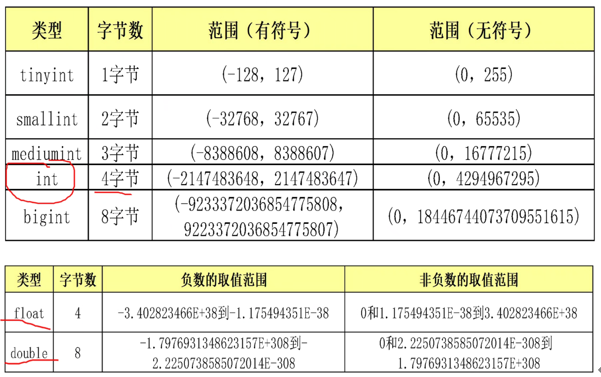 类型 字节数 范围（有符号） 范围（无符号）
tinyint 1字节 (-128, 127) (0, 255)
smallint 2字节 (-32768, 32767) (0, 65535)
mediumint 3字节 (-8388608, 8388607) (0, 16777215)
int 4字节 (-2147483648, 2147483647) (0, 4294967295)
bigint 8字节 (-9233372036854775808, 9223372036854775807) (0, 18446744073709551615)
类型 字节数 负数的取值范围 非负数的取值范围
float 4 -3.402823466E+38到-1.175494351E-38 0和1.175494351E-38到3.402823466E+38
double 8 -1.7976931348623157E+308到-2.2250738585072014E-308 0和2.2250738585072014E-308到1.7976931348623157E+308